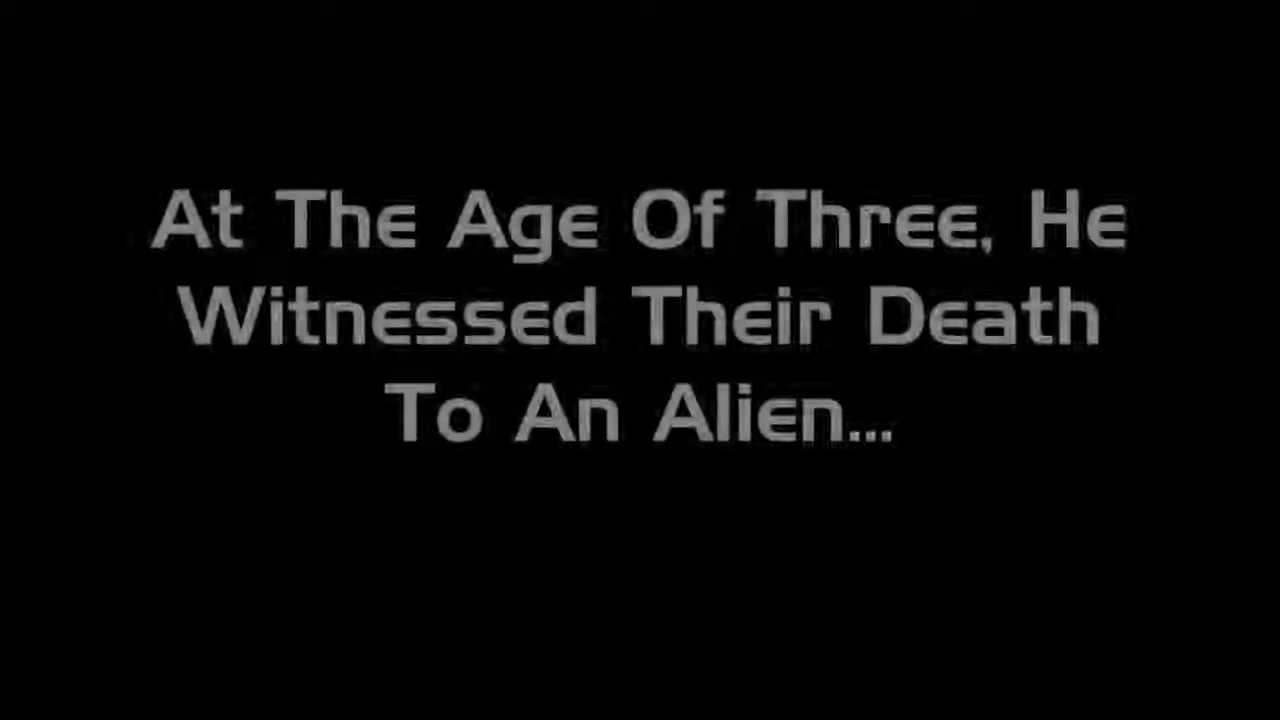 At The Age Of Three, He
Witnessed Their Death
To An Alien...